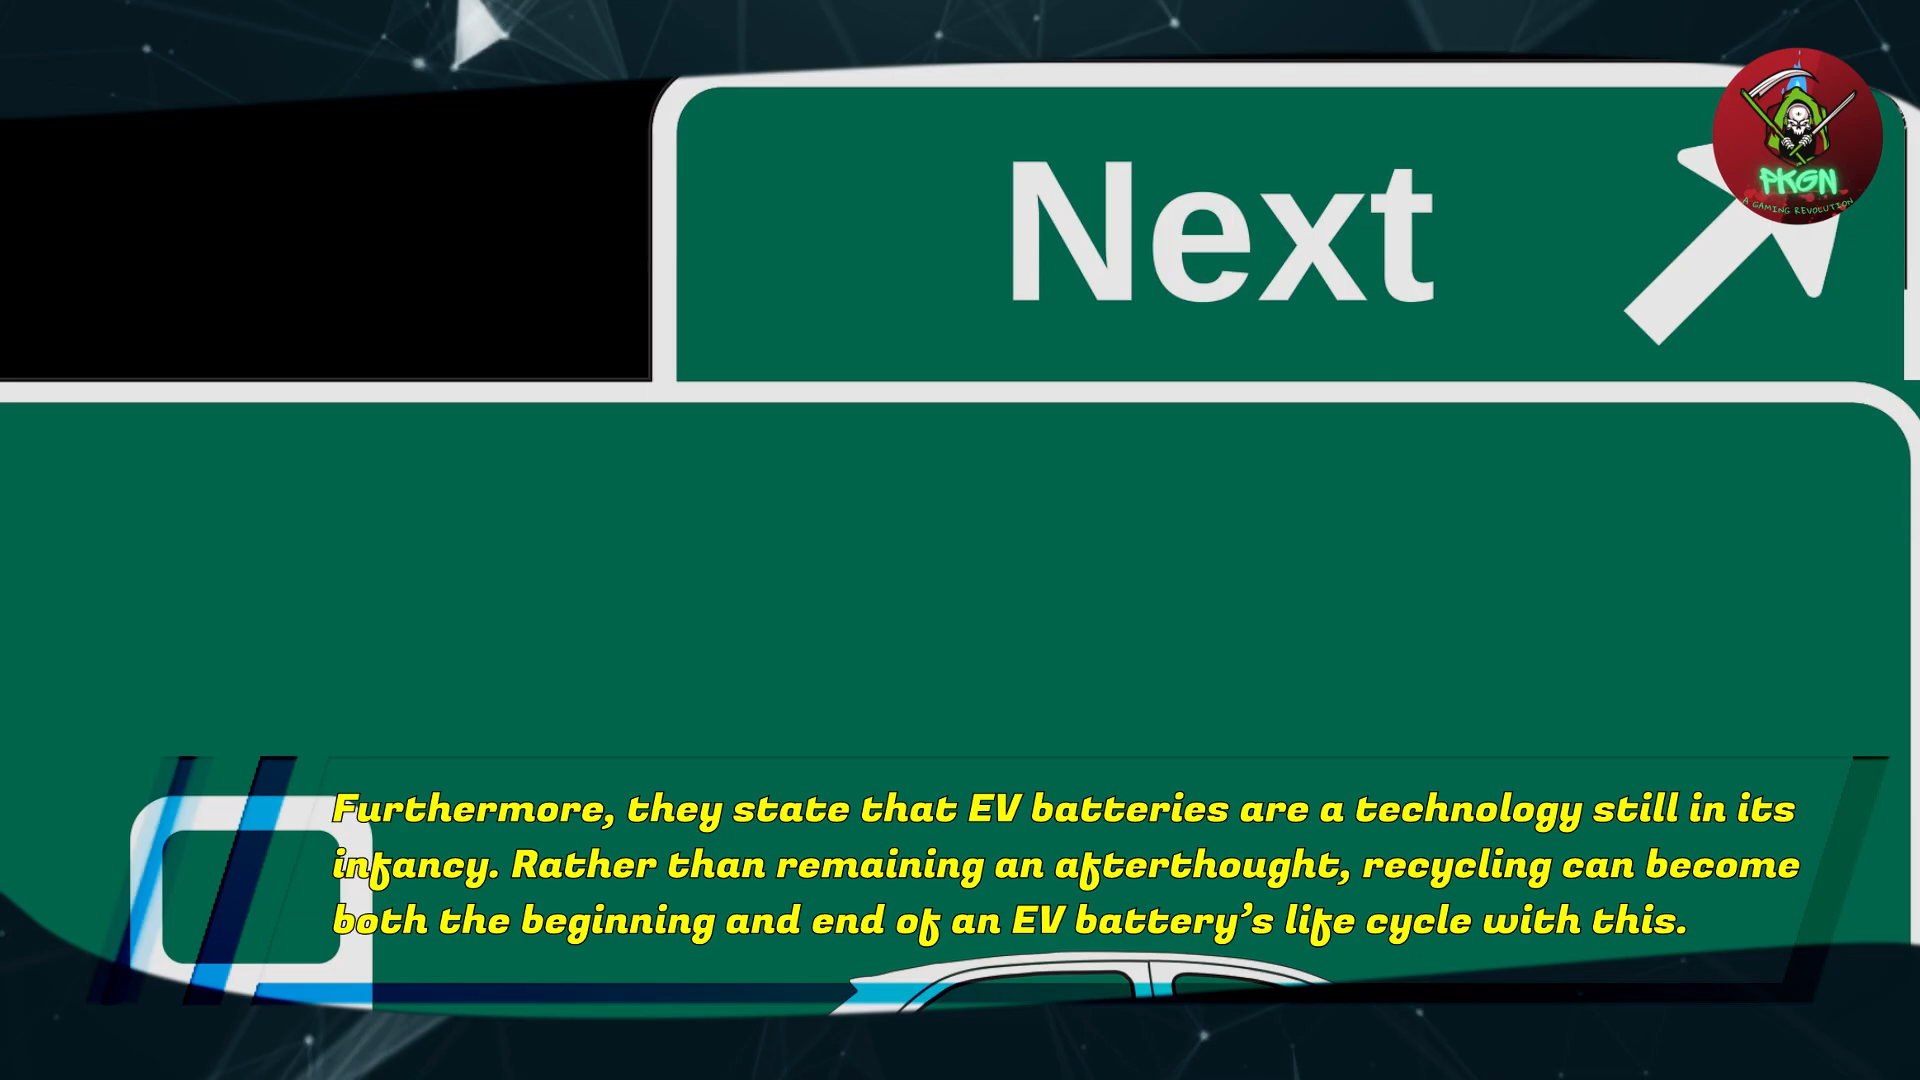 Next
PKGN
A GAMING REVOLUTION
Furthermore, they state that EV batteries are a technology still in its
infancy. Rather than remaining an afterthought, recycling can become
both the beginning and end of an EV battery’s life cycle with this.